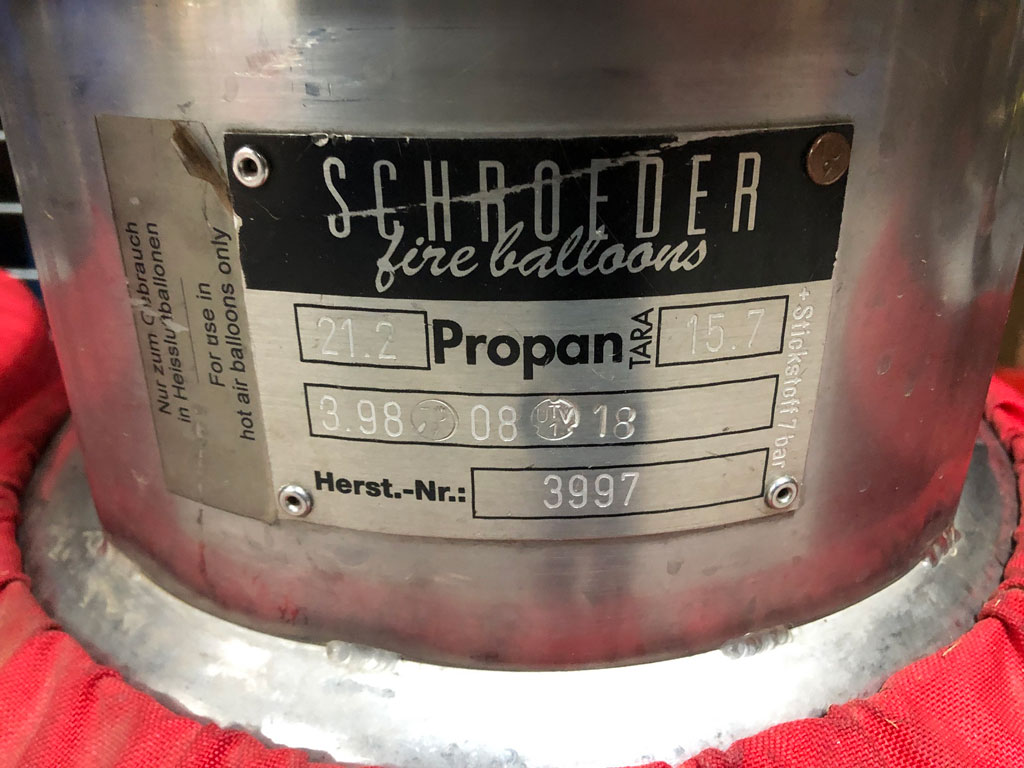 SCHROEDER
fire balloons
21.2 Propan TARA 15.7
3.98 08 18
Herst.-Nr.: 3997
+Stickstoff 7 bar
Nur zum Gebrauch
in Heissluftballonen
For use in
hot air balloons only